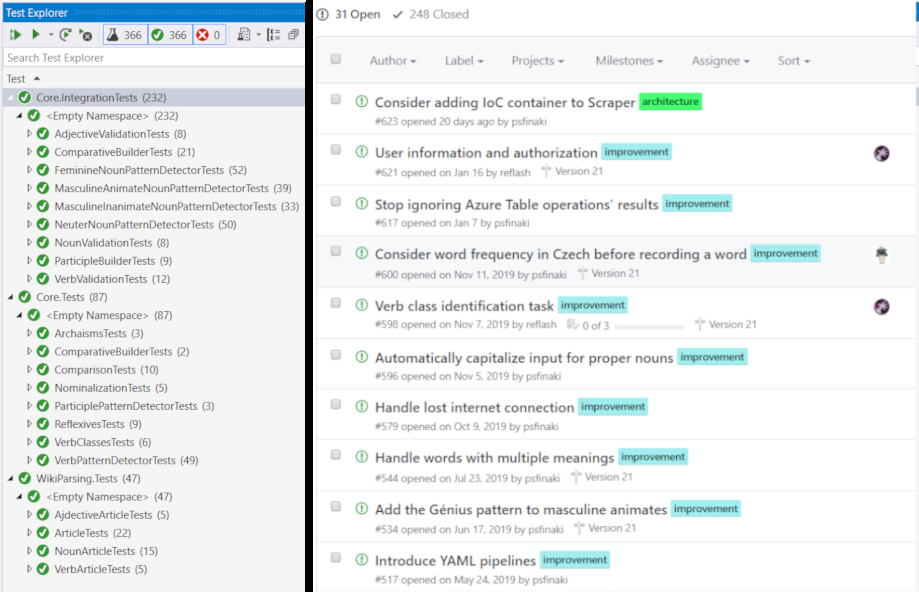 Test Explorer
366 366 0
Search Test Explorer
Test
Core.IntegrationTests (232)
<Empty Namespace> (232)
AdjectiveValidationTests (8)
ComparativeBuilderTests (21)
FeminineNounPatternDetectorTests (52)
MasculineAnimateNounPatternDetectorTests (39)
MasculineInanimateNounPatternDetectorTests (33)
NeuterNounPatternDetectorTests (50)
NounValidationTests (8)
ParticipleBuilderTests (9)
VerbValidationTests (12)
Core.Tests (87)
<Empty Namespace> (87)
ArchaismsTests (3)
ComparativeBuilderTests (2)
ComparisonTests (10)
NominalizationTests (5)
ParticiplePatternDetectorTests (3)
ReflexivesTests (9)
VerbClassesTests (6)
VerbPatternDetectorTests (49)
WikiParsing.Tests (47)
<Empty Namespace> (47)
AjdectiveArticleTests (5)
ArticleTests (22)
NounArticleTests (15)
VerbArticleTests (5)
31 Open 248 Closed
Author Label Projects Milestones Assignee Sort
Consider adding IoC container to Scraper architecture
#623 opened 20 days ago by psfinaki
User information and authorization improvement
#621 opened on Jan 16 by reflash Version 21
Stop ignoring Azure Table operations' results improvement
#617 opened on Jan 7 by psfinaki
Consider word frequency in Czech before recording a word improvement
#600 opened on Nov 11, 2019 by psfinaki Version 21
Verb class identification task improvement
#598 opened on Nov 7, 2019 by reflash 0 of 3 Version 21
Automatically capitalize input for proper nouns improvement
#596 opened on Nov 5, 2019 by psfinaki
Handle lost internet connection improvement
#579 opened on Oct 9, 2019 by psfinaki
Handle words with multiple meanings improvement
#544 opened on Jul 23, 2019 by psfinaki Version 21
Add the Génius pattern to masculine animates improvement
#534 opened on Jun 17, 2019 by psfinaki Version 21
Introduce YAML pipelines improvement
#517 opened on May 24, 2019 by psfinaki